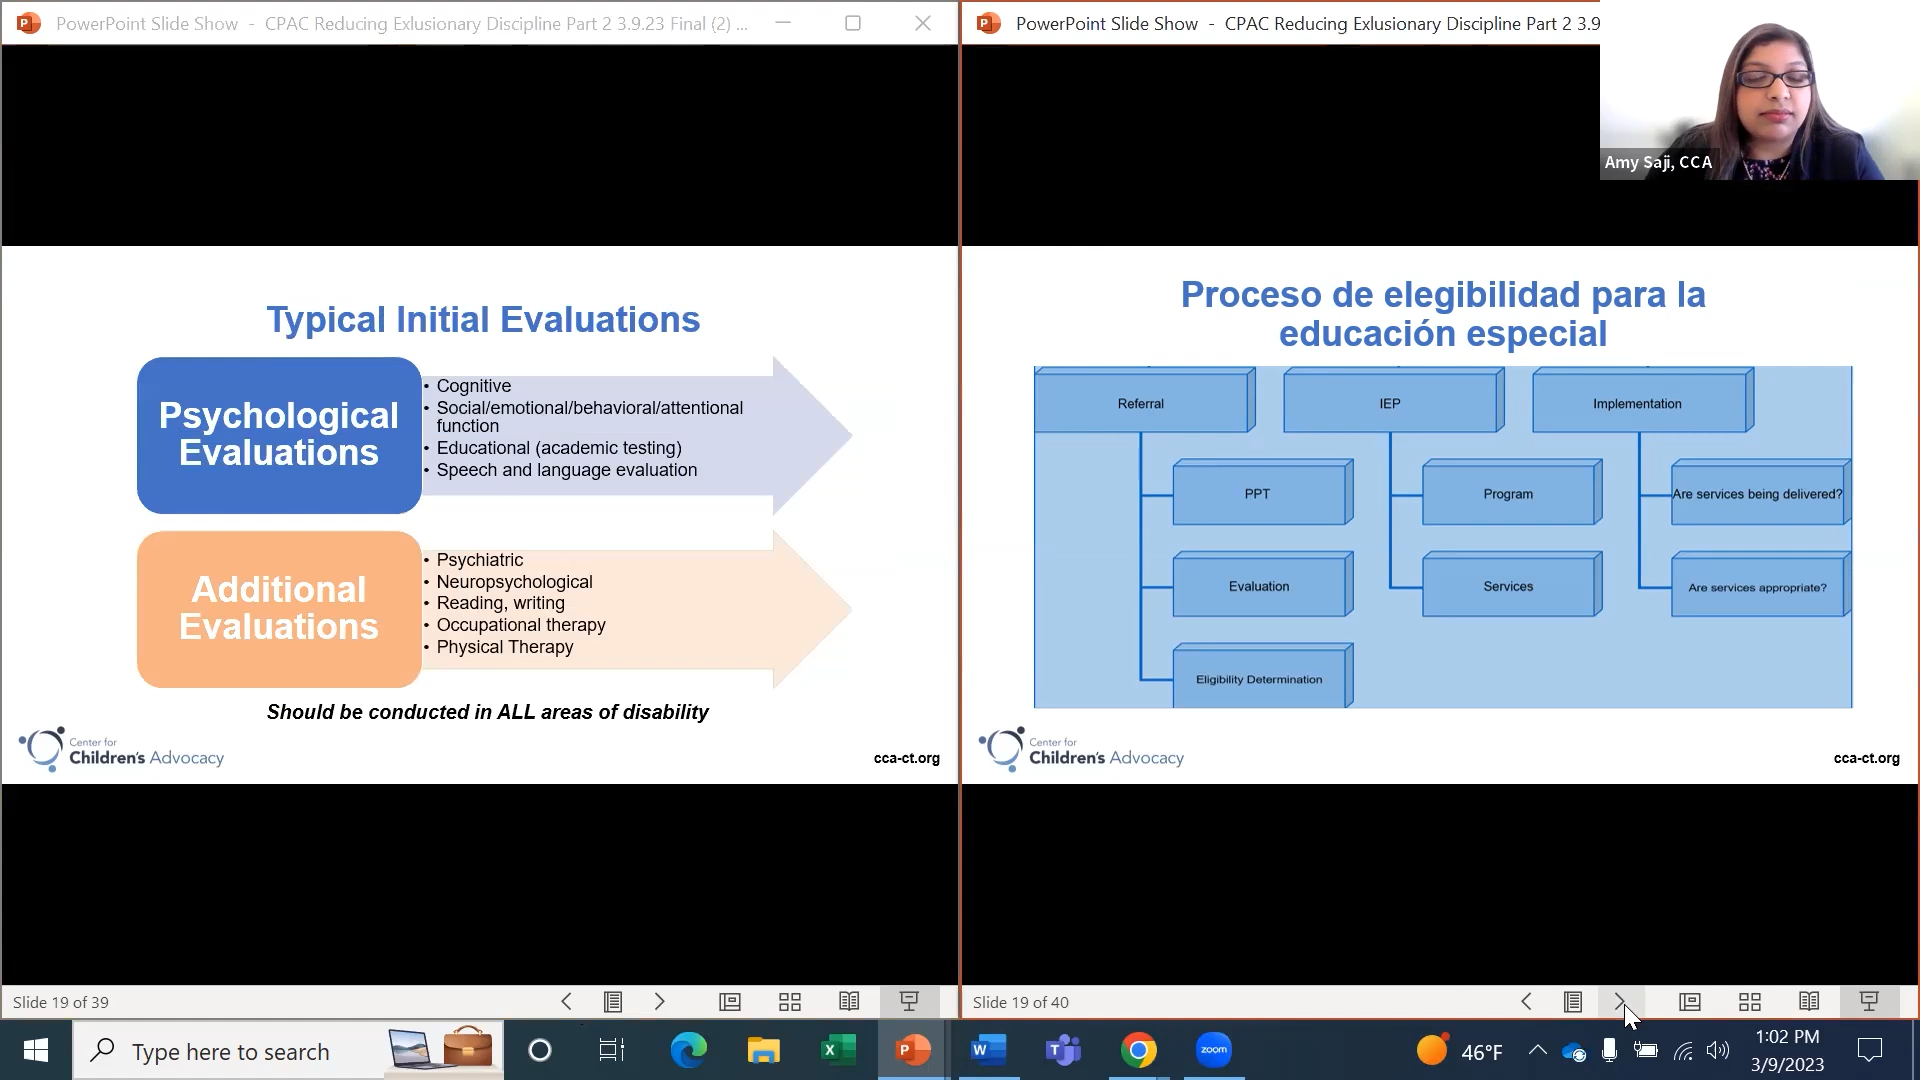 PowerPoint Slide Show - CPAC Reducing Exlusionary Discipline Part 2 3.9.23 Final (2) ...
Typical Initial Evaluations
Psychological
Evaluations
• Cognitive
• Social/emotional/behavioral/attentional
function
• Educational (academic testing)
• Speech and language evaluation
Additional
Evaluations
• Psychiatric
• Neuropsychological
• Reading, writing
• Occupational therapy
• Physical Therapy
Should be conducted in ALL areas of disability
Center for
Children's Advocacy
cca-ct.org
Slide 19 of 39
PowerPoint Slide Show - CPAC Reducing Exlusionary Discipline Part 2 3.9
Amy Saji, CCA
Proceso de elegibilidad para la
educación especial
Referral
PPT
Evaluation
Eligibility Determination
IEP
Program
Services
Implementation
Are services being delivered?
Are services appropriate?
Center for
Children's Advocacy
cca-ct.org
Slide 19 of 40
Type here to search
zoom
46°F
1:02 PM
3/9/2023